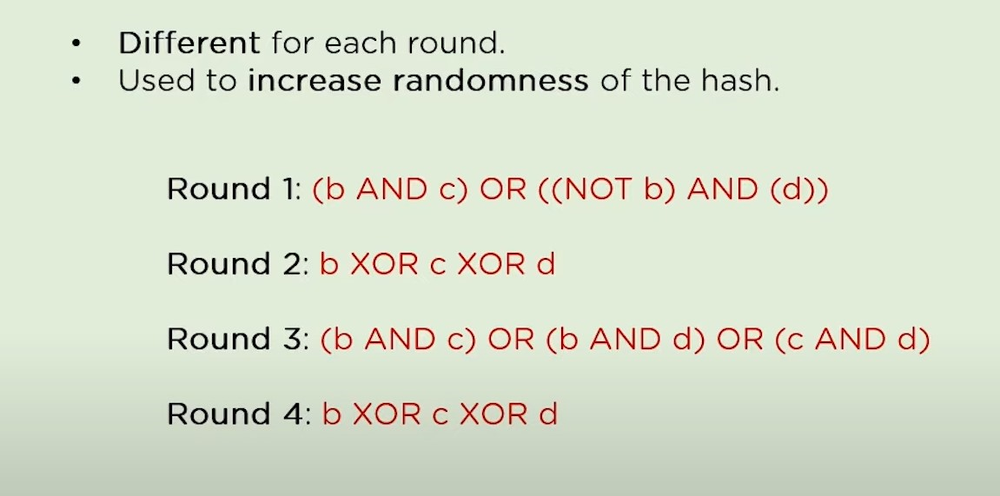 • Different for each round.
• Used to increase randomness of the hash.
Round 1: (b AND c) OR ((NOT b) AND (d))
Round 2: b XOR c XOR d
Round 3: (b AND c) OR (b AND d) OR (c AND d)
Round 4: b XOR c XOR d